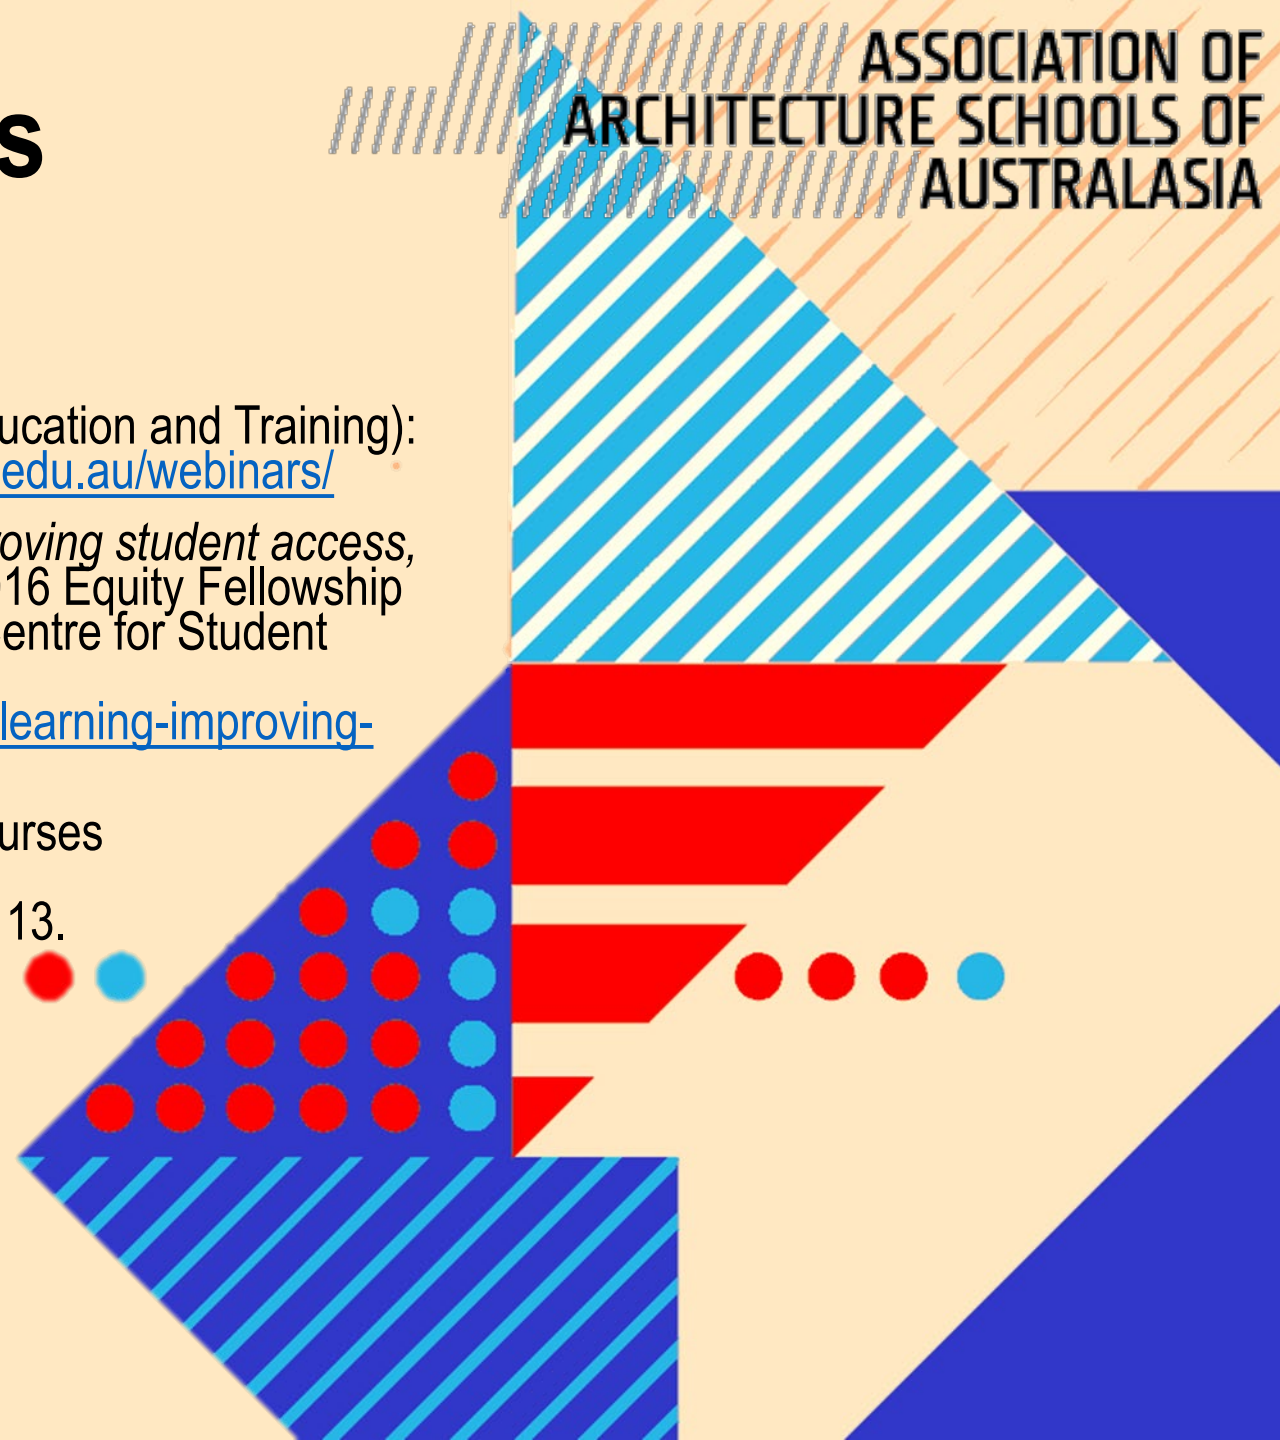 ASSOCIATION OF
ARCHITECTURE SCHOOLS OF
AUSTRALASIA
s
ucation and Training):
edu.au/webinars/
roving student access,
016 Equity Fellowship
entre for Student
learning-improving-
urses
13.